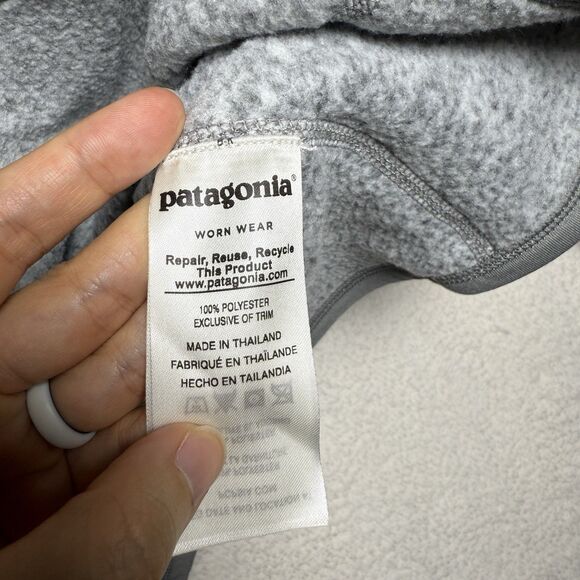 patagonia®
WORN WEAR
Repair, Reuse, Recycle
This Product
www.patagonia.com
100% POLYESTER
EXCLUSIVE OF TRIM
MADE IN THAILAND
FABRIQUÉ EN THAÏLANDE
HECHO EN TAILANDIA